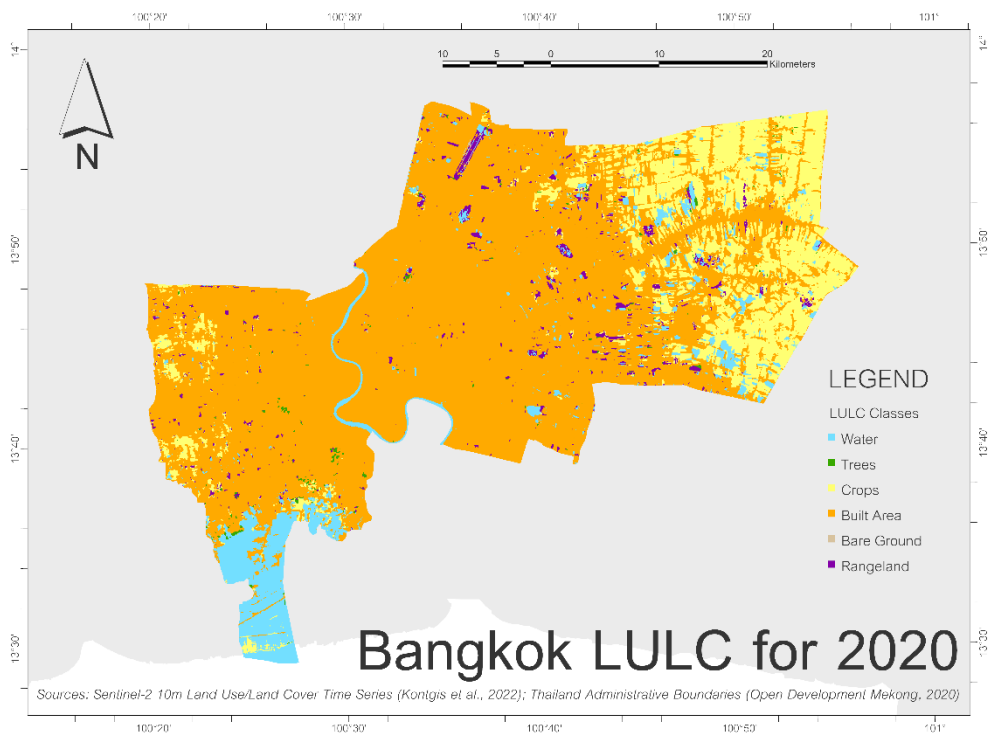 100°20' 100°30' 100°40' 100°50' 101°
14° 14°
10 5 0 10 20
Kilometers
N
13°50' 13°50'
LEGEND
LULC Classes
Water
Trees
Crops
Built Area
Bare Ground
Rangeland
13°40' 13°40'
13°30' 13°30'
Bangkok LULC for 2020
Sources: Sentinel-2 10m Land Use/Land Cover Time Series (Kontgis et al., 2022); Thailand Administrative Boundaries (Open Development Mekong, 2020)
100°20' 100°30' 100°40' 100°50' 101°